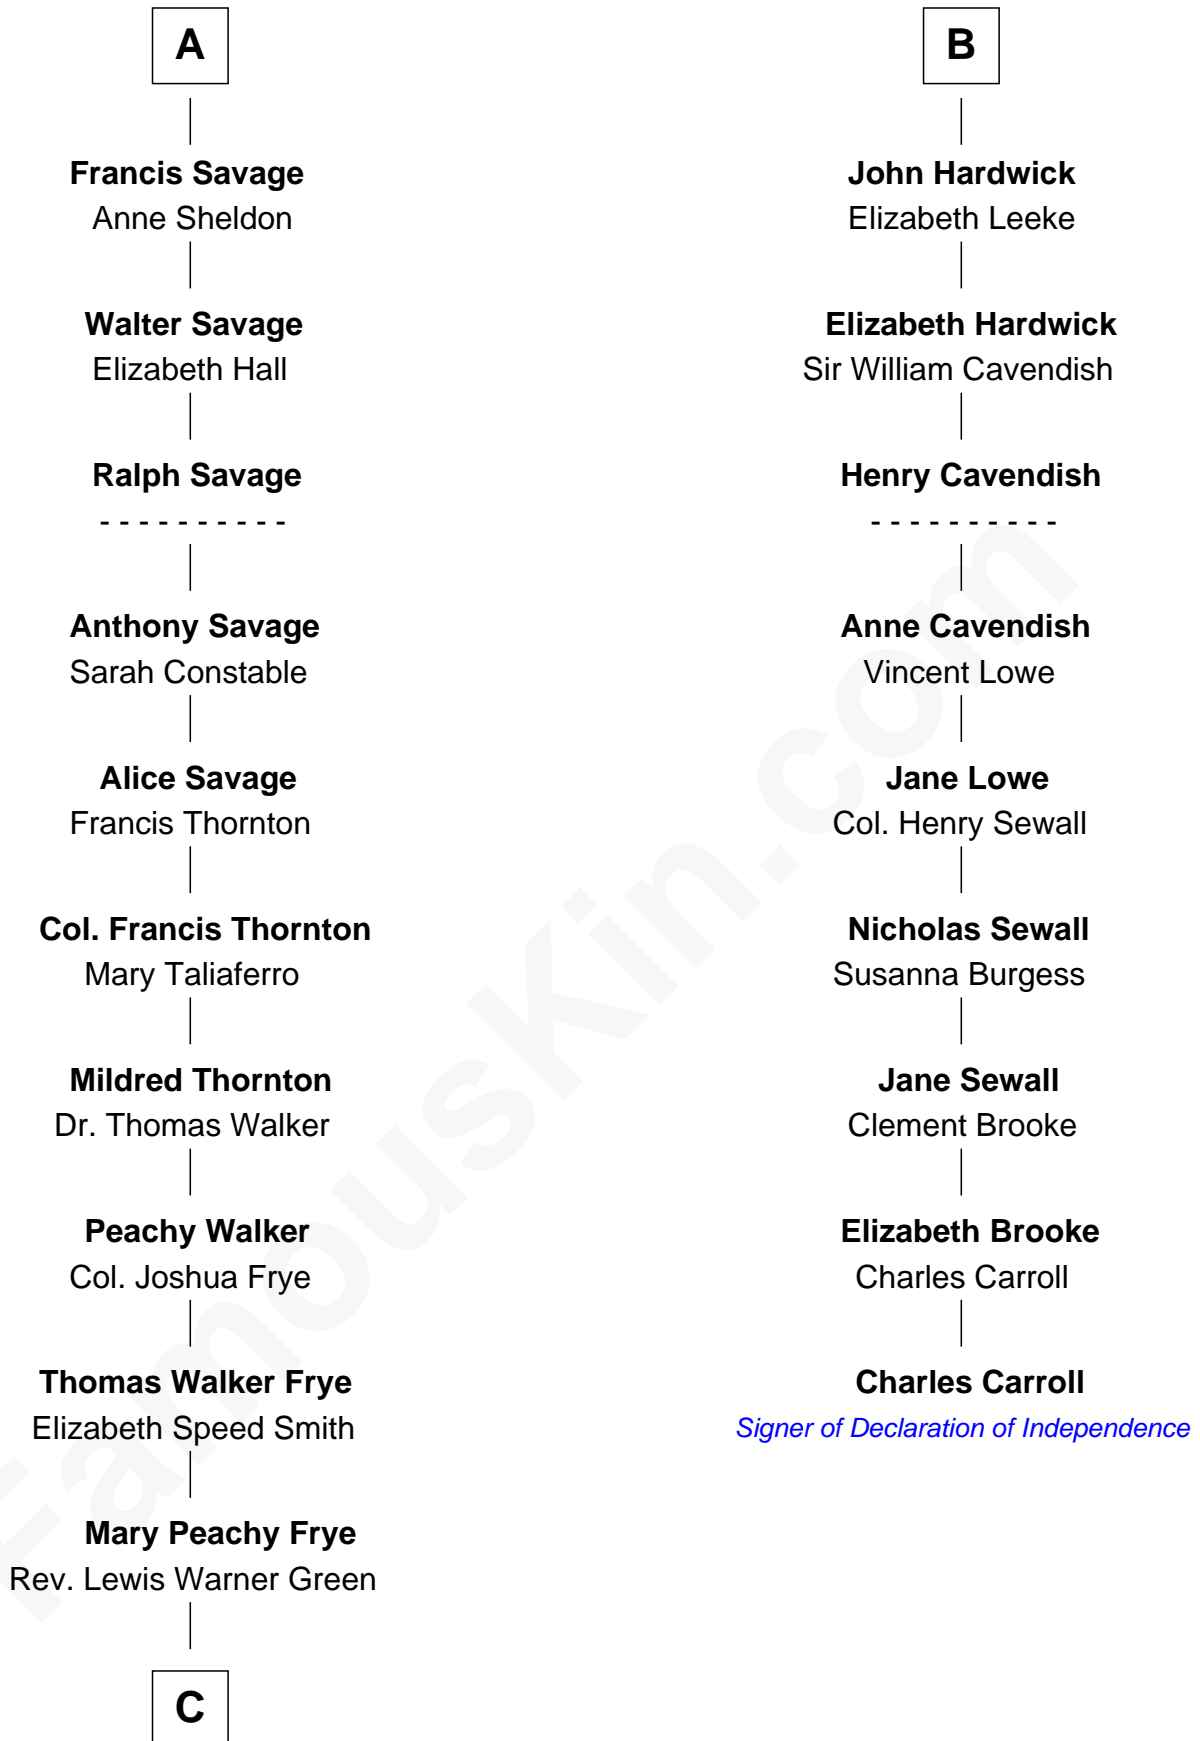 A
Francis Savage
Anne Sheldon
Walter Savage
Elizabeth Hall
Ralph Savage
- - - - - - - - - -
Anthony Savage
Sarah Constable
Alice Savage
Francis Thornton
Col. Francis Thornton
Mary Taliaferro
Mildred Thornton
Dr. Thomas Walker
Peachy Walker
Col. Joshua Frye
Thomas Walker Frye
Elizabeth Speed Smith
Mary Peachy Frye
Rev. Lewis Warner Green
C
B
John Hardwick
Elizabeth Leeke
Elizabeth Hardwick
Sir William Cavendish
Henry Cavendish
- - - - - - - - - -
Anne Cavendish
Vincent Lowe
Jane Lowe
Col. Henry Sewall
Nicholas Sewall
Susanna Burgess
Jane Sewall
Clement Brooke
Elizabeth Brooke
Charles Carroll
Charles Carroll
Signer of Declaration of Independence
FamousKin.com